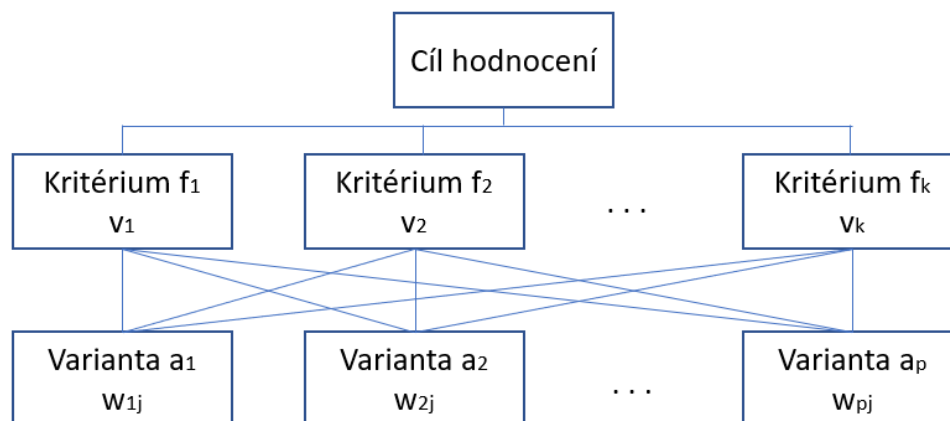 Cíl hodnocení
Kritérium f1
v1
Kritérium f2
v2
. . .
Kritérium fk
vk
Varianta a1
w1j
Varianta a2
w2j
. . .
Varianta ap
wpj